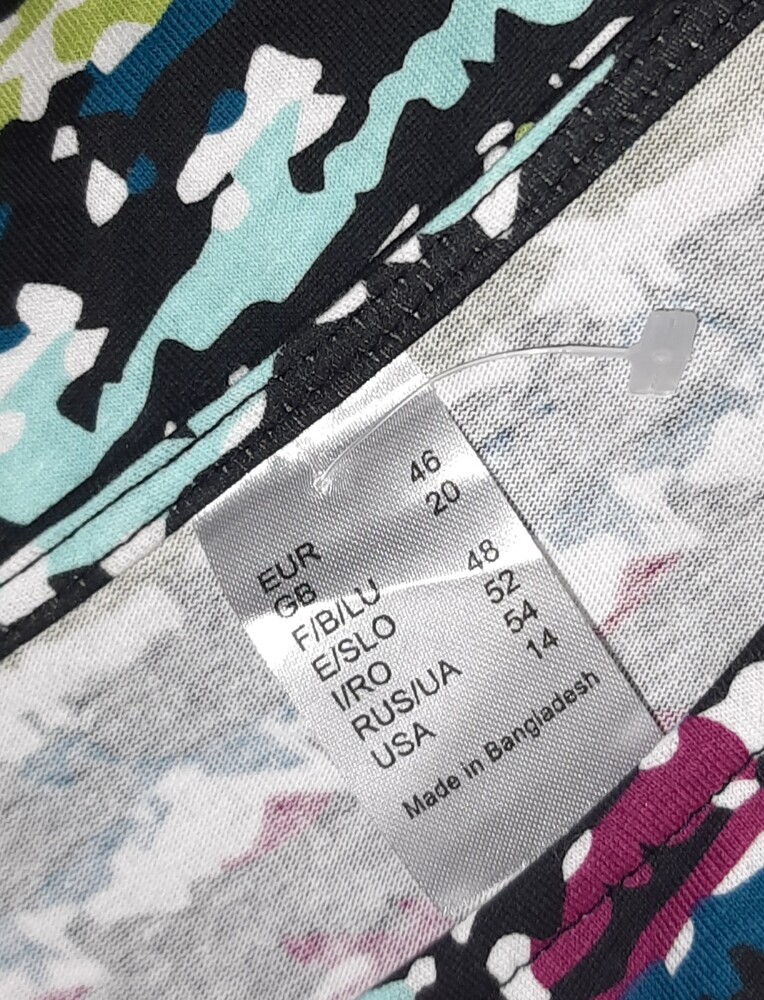 EUR 46
GB 20
F/B/LU
E/SLO 48
I/RO 52
RUS/UA 54
USA 14
Made in Bangladesh